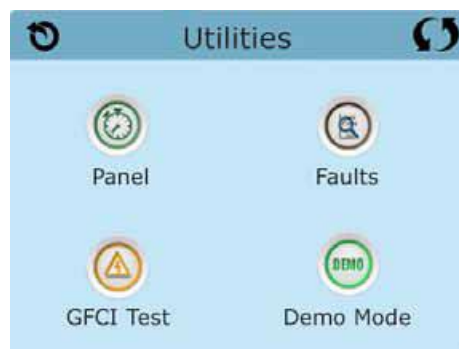 Utilities
Panel
Faults
DEMO
GFCI Test
Demo Mode